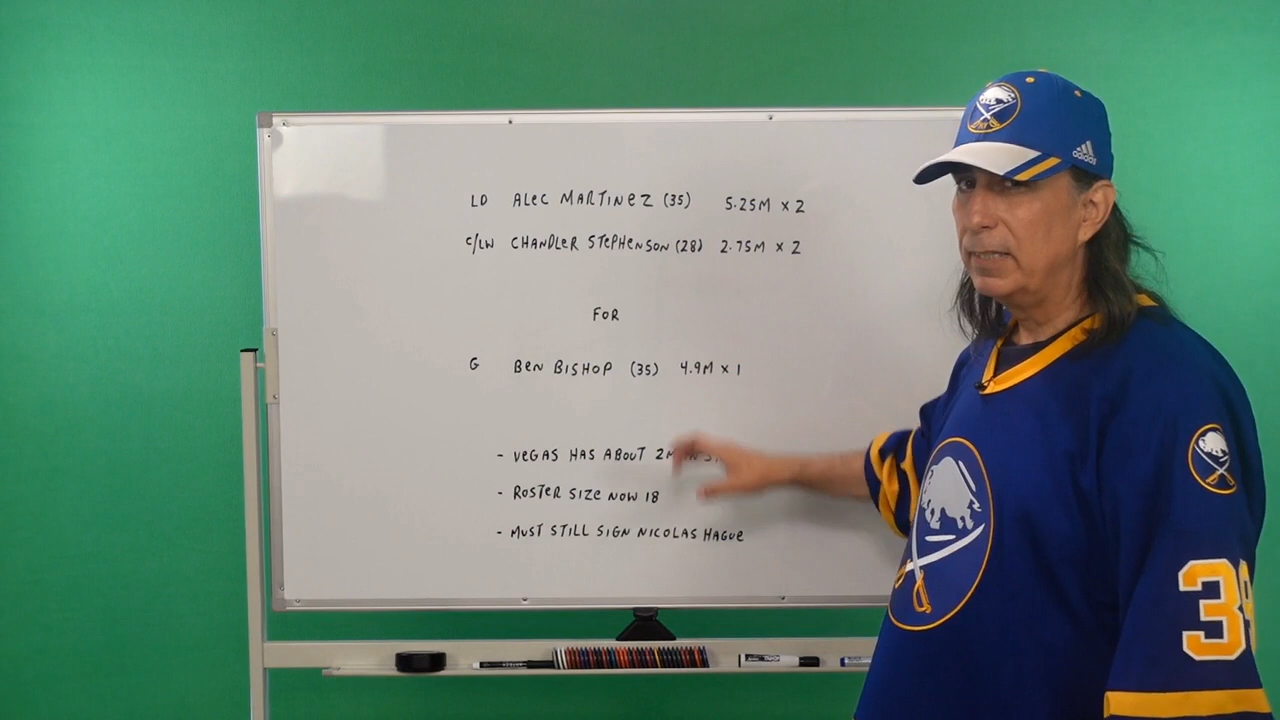 LD ALEC MARTINEZ (35) 5.25M X 2
C/LW CHANDLER STEPHENSON (28) 2.75M X 2
FOR
G BEN BISHOP (35) 4.9M X 1
- VEGAS HAS ABOUT 2M
- ROSTER SIZE NOW 18
- MUST STILL SIGN NICOLAS HAGUE
adidas